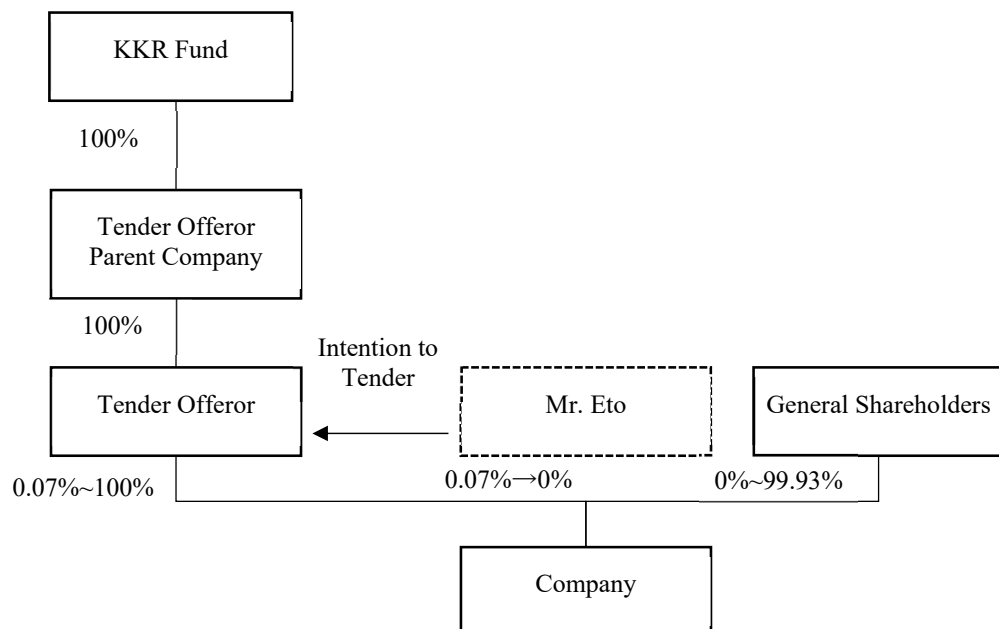 KKR Fund
100%
Tender Offeror
Parent Company
100%
Intention to
Tender
Tender Offeror
Mr. Eto
General Shareholders
0.07%~100%
0.07%→0%
0%~99.93%
Company